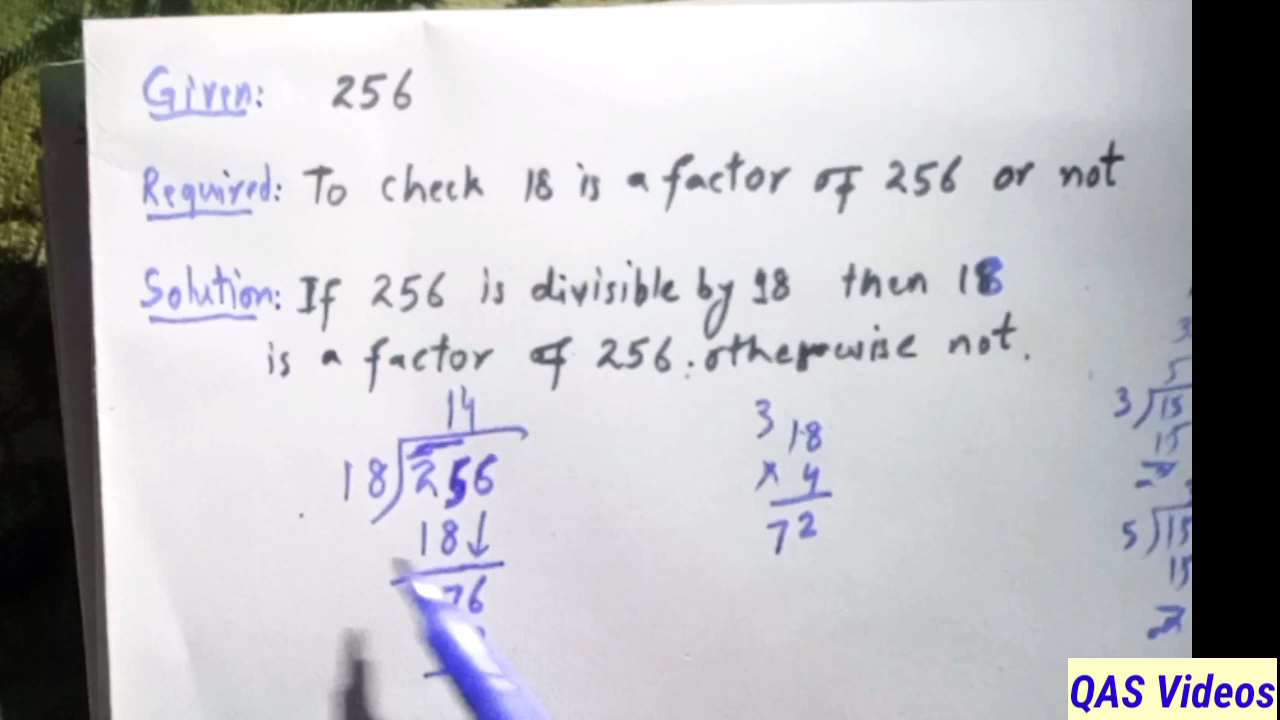 Given: 256
Required: To check 18 is a factor of 256 or not
Solution: If 256 is divisible by 18 then 18
is a factor of 256. otherwise not.
14
18)256
18↓
76
3
18
× 4
72
3
5
3)15
15
5)15
15
QAS Videos